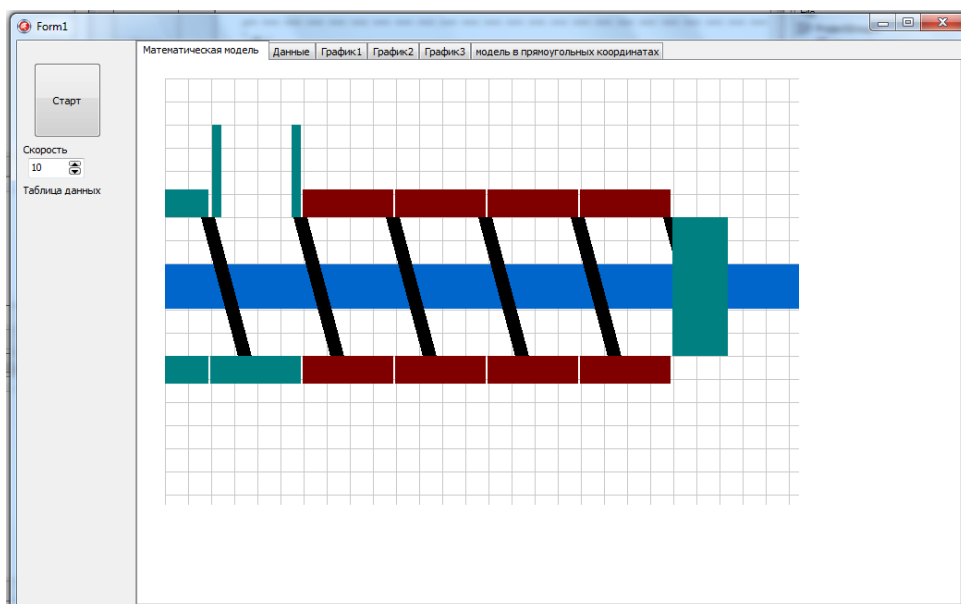 Form1
Математическая модель Данные График1 График2 График3 модель в прямоугольных координатах
Старт
Скорость
10
Таблица данных